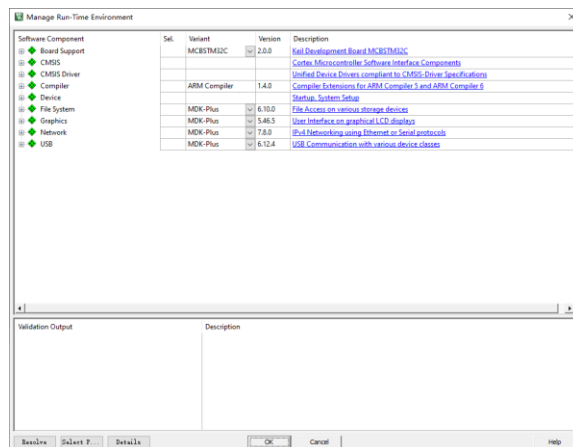 Manage Run-Time Environment
Software Component Sel. Variant Version Description
Board Support MCBSTM32C 2.0.0 Keil Development Board MCBSTM32C
CMSIS Cortex Microcontroller Software Interface Components
CMSIS Driver Unified Device Drivers compliant to CMSIS-Driver Specifications
Compiler ARM Compiler 1.4.0 Compiler Extensions for ARM Compiler 5 and ARM Compiler 6
Device Startup, System Setup
File System MDK-Plus 6.10.0 File Access on various storage devices
Graphics MDK-Plus 5.46.5 User Interface on graphical LCD displays
Network MDK-Plus 7.8.0 IPv4 Networking using Ethernet or Serial protocols
USB MDK-Plus 6.12.4 USB Communication with various device classes
Validation Output Description
Resolve Select P... Details OK Cancel Help